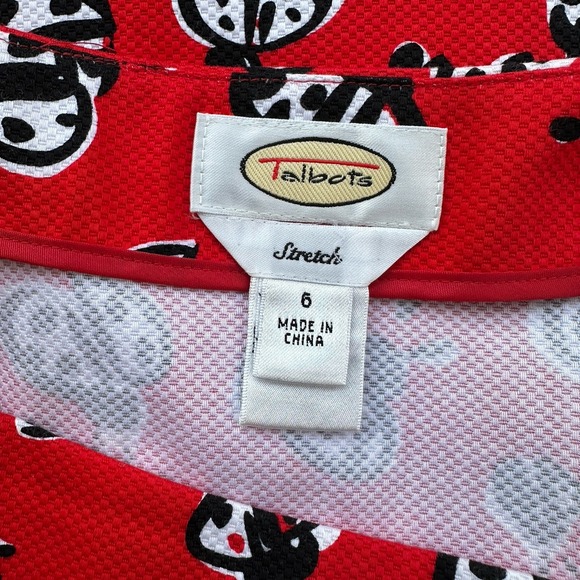 Talbots
Stretch
6
MADE IN
CHINA